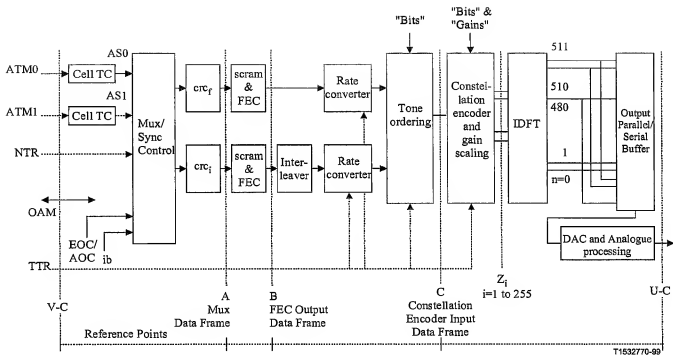 "Bits"
"Bits" &
"Gains"
AS0
ATM0
Cell TC
AS1
ATM1
Cell TC
NTR
Mux/
Sync
Control
crcf
scram
&
FEC
Rate
converter
crci
scram
&
FEC
Inter-
leaver
Rate
converter
Tone
ordering
Constel-
lation
encoder
and
gain
scaling
IDFT
511
510
480
1
n=0
Output
Parallel/
Serial
Buffer
OAM
EOC/
AOC
ib
DAC and Analogue
processing
TTR
V-C
A
Mux
Data Frame
B
FEC Output
Data Frame
C
Constellation
Encoder Input
Data Frame
Zi
i=1 to 255
U-C
Reference Points
T1532770-99